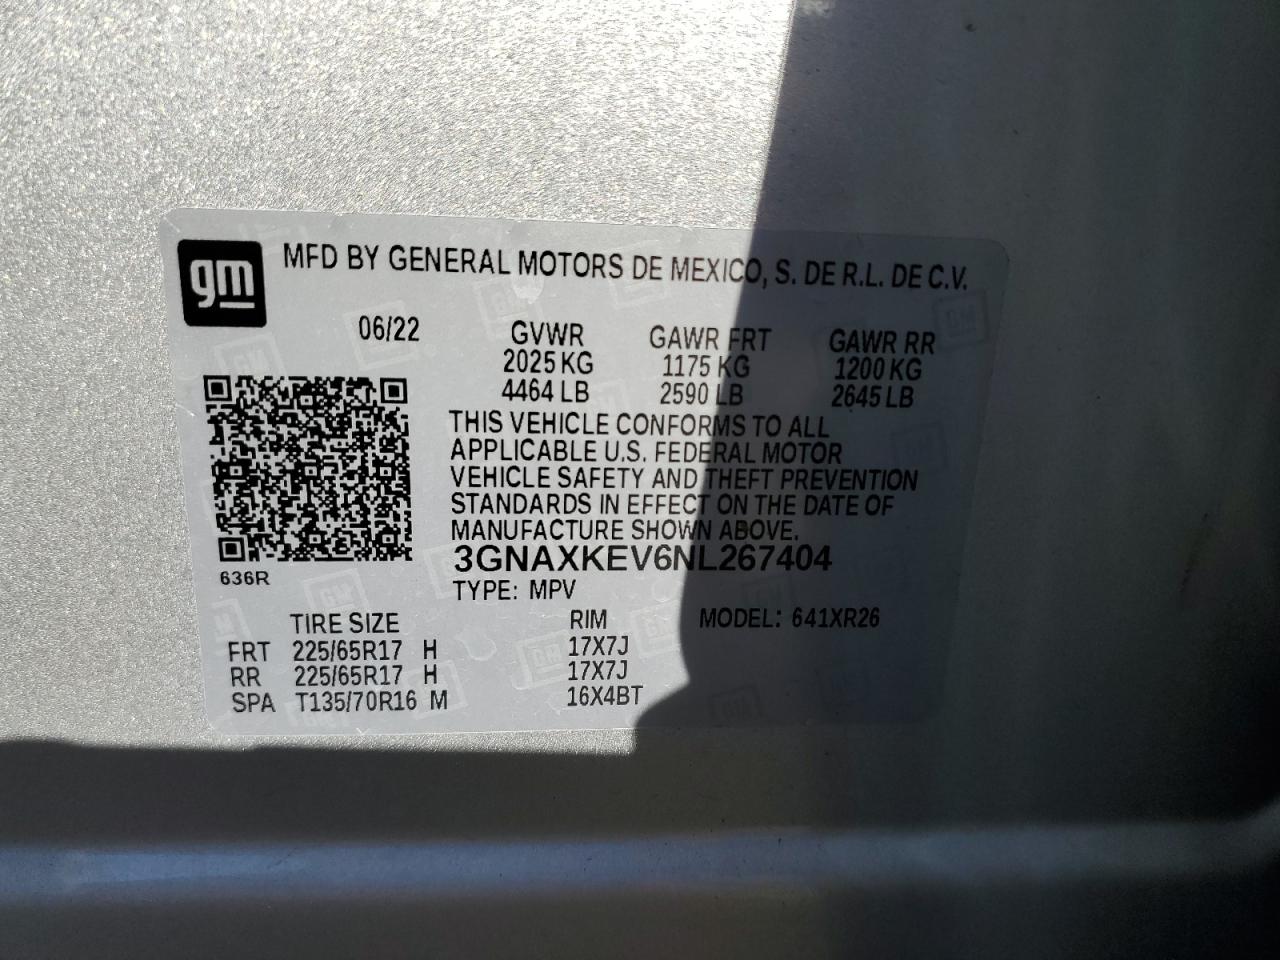 gm
MFD BY GENERAL MOTORS DE MEXICO, S. DE R.L. DE C.V.
06/22 GVWR GAWR FRT GAWR RR
2025 KG 1175 KG 1200 KG
4464 LB 2590 LB 2645 LB
THIS VEHICLE CONFORMS TO ALL
APPLICABLE U.S. FEDERAL MOTOR
VEHICLE SAFETY AND THEFT PREVENTION
STANDARDS IN EFFECT ON THE DATE OF
MANUFACTURE SHOWN ABOVE.
3GNAXKEV6NL267404
636R
TYPE: MPV
TIRE SIZE RIM MODEL: 641XR26
FRT 225/65R17 H 17X7J
RR 225/65R17 H 17X7J
SPA T135/70R16 M 16X4BT